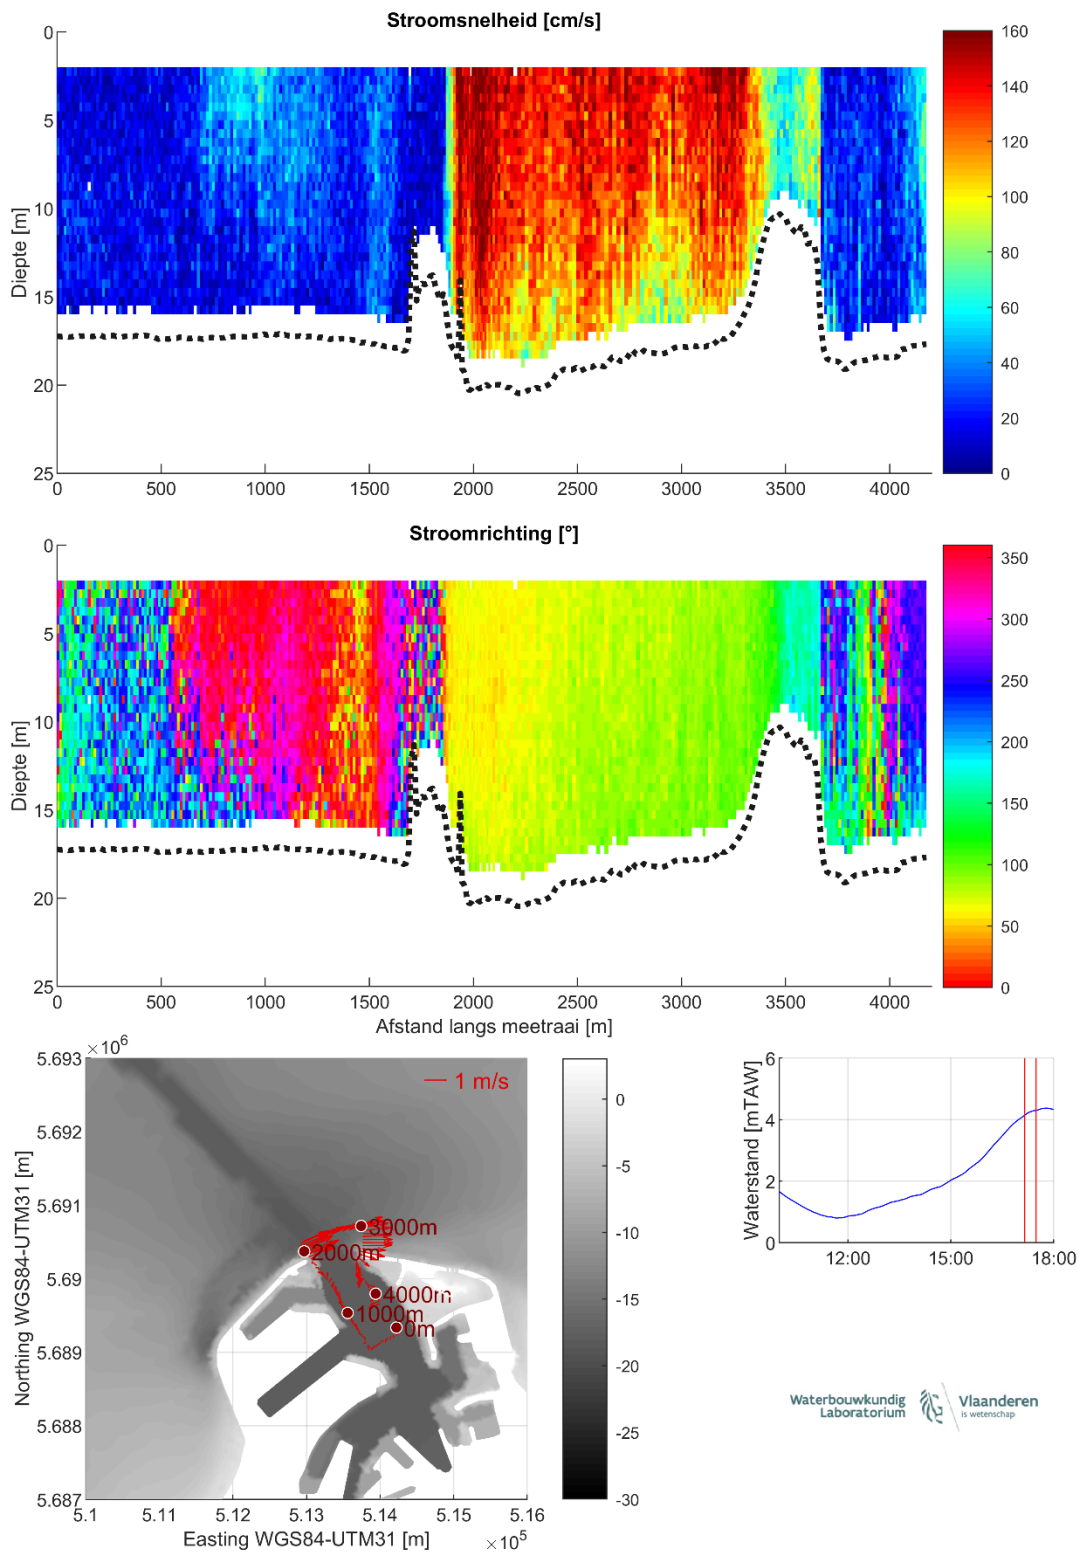 Stroomsnelheid [cm/s]
Diepte [m]
0
5
10
15
20
25
0 500 1000 1500 2000 2500 3000 3500 4000
160
140
120
100
80
60
40
20
0
Stroomrichting [°]
Diepte [m]
0
5
10
15
20
25
0 500 1000 1500 2000 2500 3000 3500 4000
Afstand langs meetraai [m]
350
300
250
200
150
100
50
0
×10⁶
Northing WGS84-UTM31 [m]
5.693
5.692
5.691
5.69
5.689
5.688
5.687
1 m/s
3000m
2000m
4000m
1000m
0m
5.1 5.12 5.13 5.14 5.15 5.16
Easting WGS84-UTM31 [m]
×10⁵
0
-5
-10
-15
-20
-25
-30
Waterstand [mTAW]
6
4
2
0
12:00 15:00 18:00
Waterbouwkundig
Laboratorium
Vlaanderen
is wetenschap